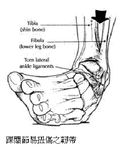 Tibia
(shin bone)
Fibula
(lower leg bone)
Torn lateral
ankle ligaments
踝關節易扭傷之韌帶